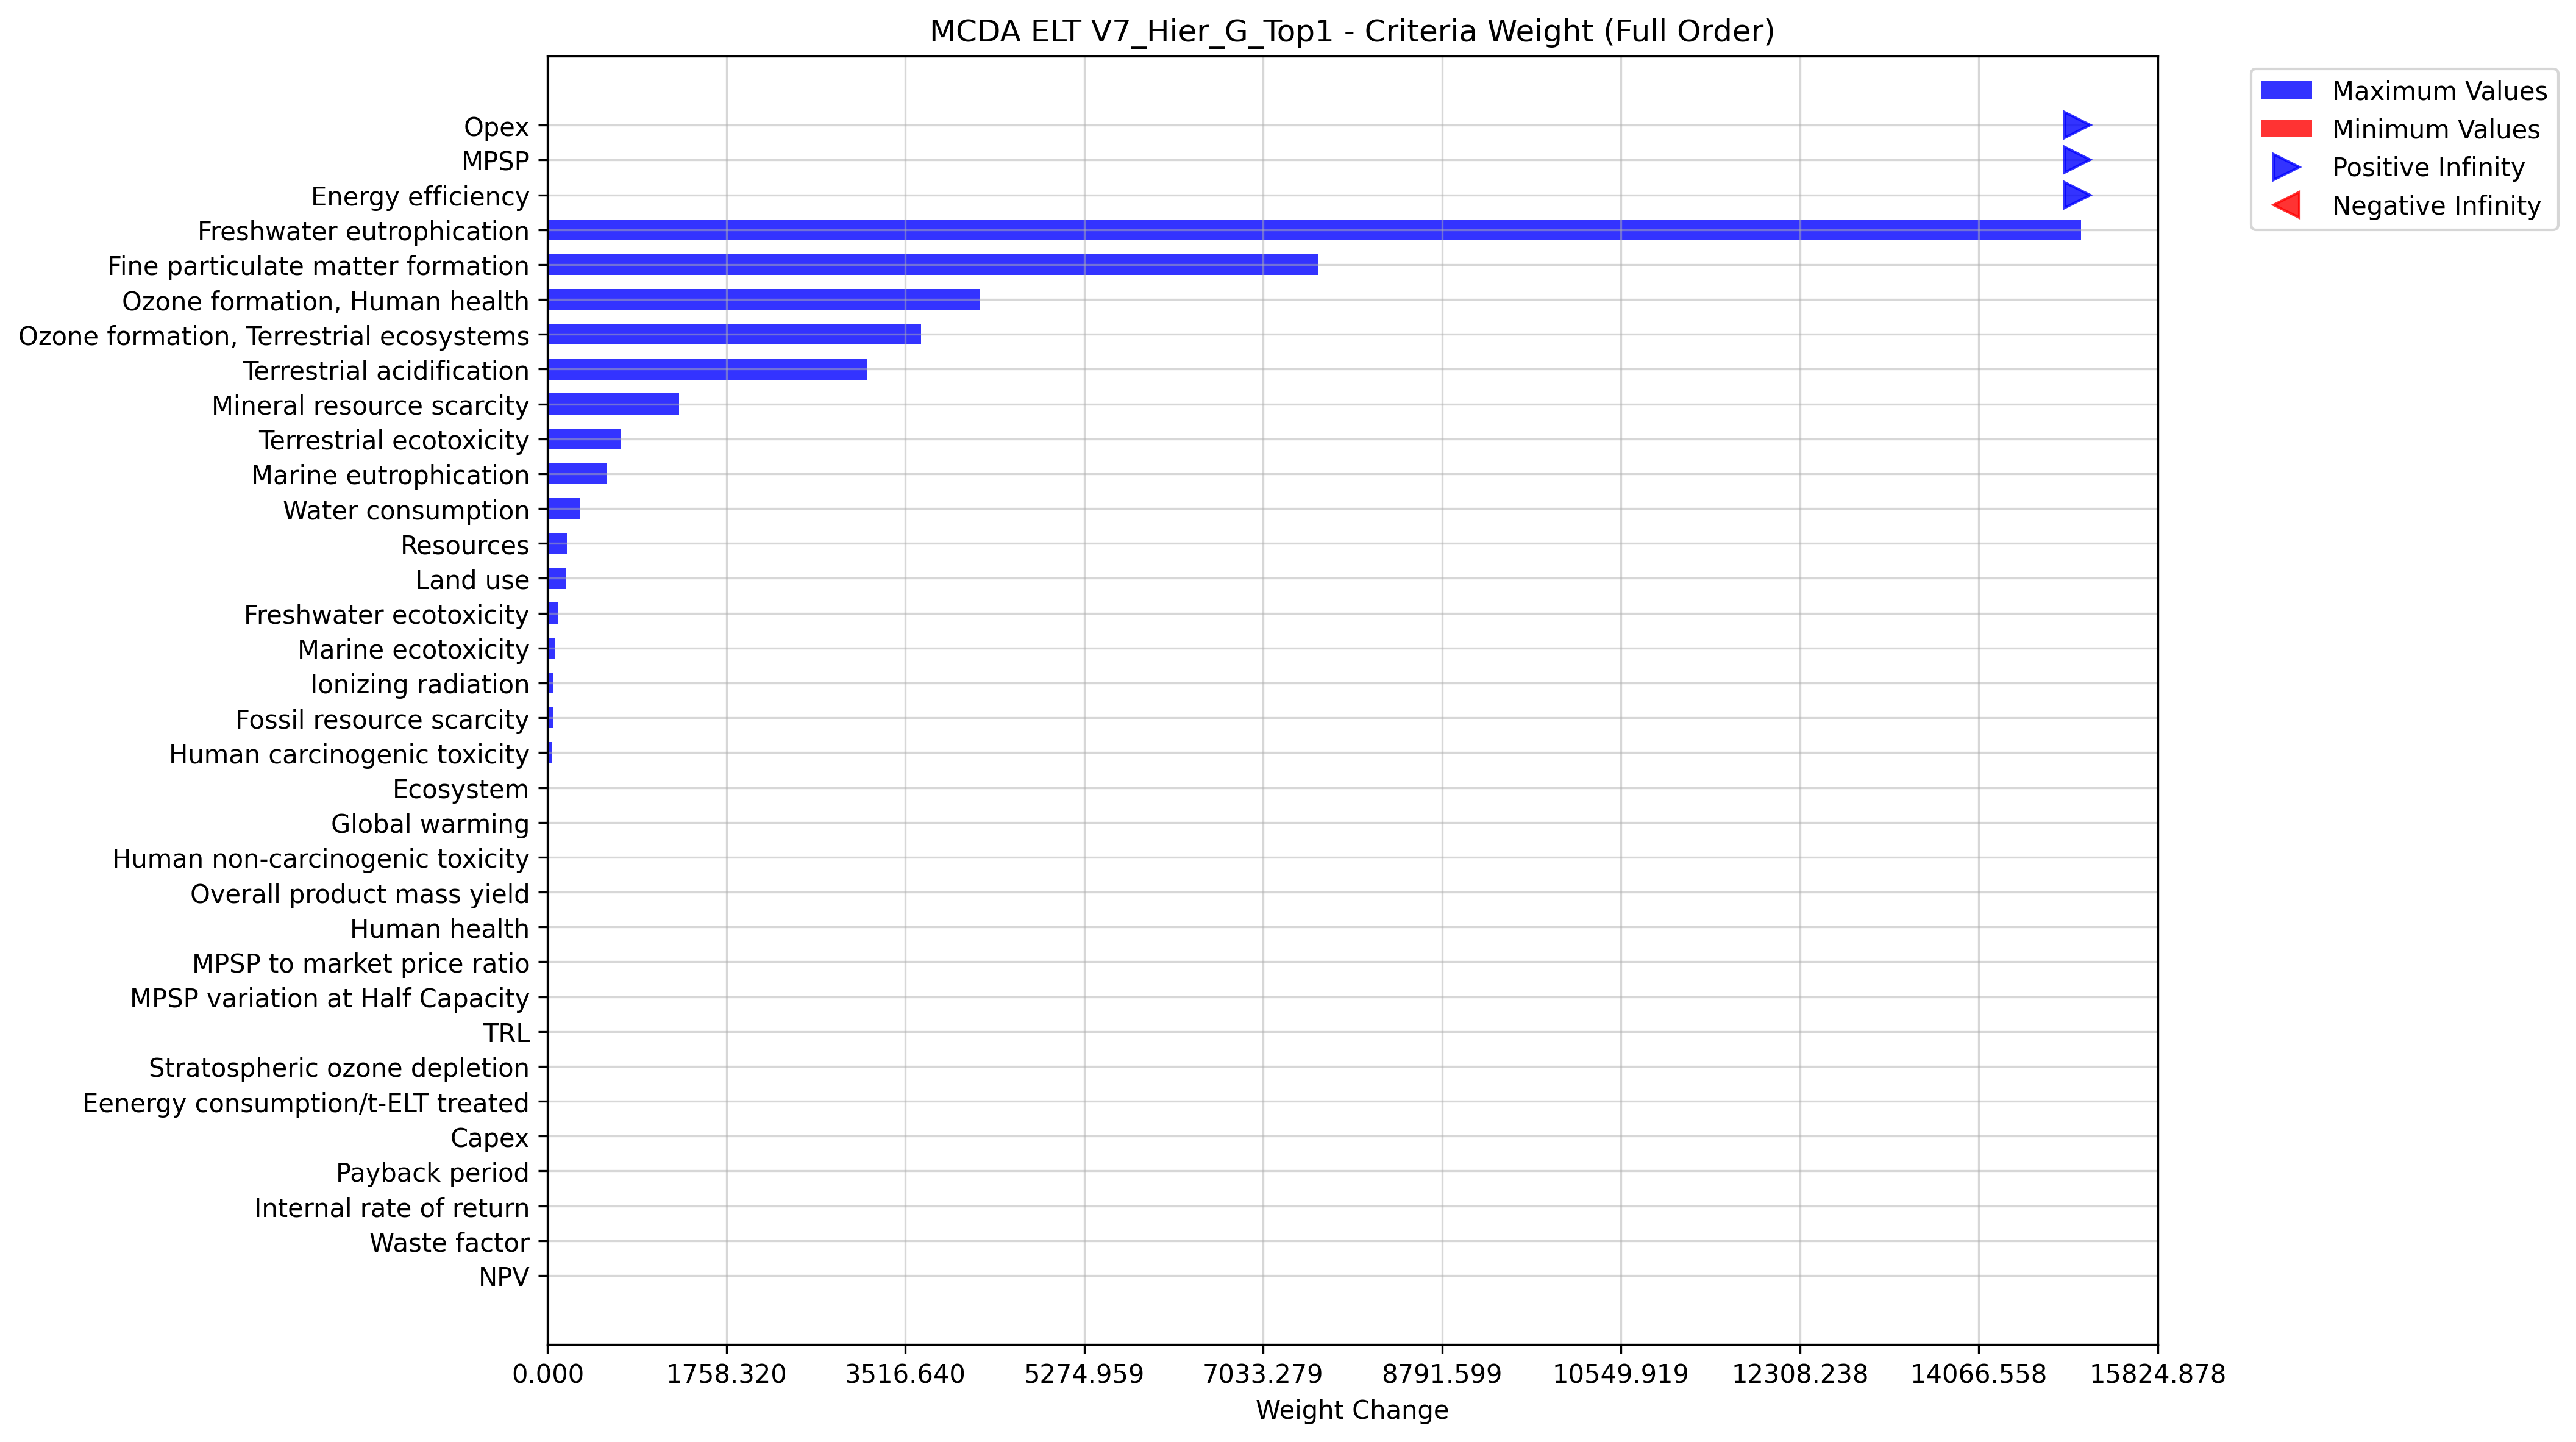 MCDA ELT V7_Hier_G_Top1 - Criteria Weight (Full Order)
Maximum Values
Minimum Values
Positive Infinity
Negative Infinity
Opex
MPSP
Energy efficiency
Freshwater eutrophication
Fine particulate matter formation
Ozone formation, Human health
Ozone formation, Terrestrial ecosystems
Terrestrial acidification
Mineral resource scarcity
Terrestrial ecotoxicity
Marine eutrophication
Water consumption
Resources
Land use
Freshwater ecotoxicity
Marine ecotoxicity
Ionizing radiation
Fossil resource scarcity
Human carcinogenic toxicity
Ecosystem
Global warming
Human non-carcinogenic toxicity
Overall product mass yield
Human health
MPSP to market price ratio
MPSP variation at Half Capacity
TRL
Stratospheric ozone depletion
Eenergy consumption/t-ELT treated
Capex
Payback period
Internal rate of return
Waste factor
NPV
0.000 1758.320 3516.640 5274.959 7033.279 8791.599 10549.919 12308.238 14066.558 15824.878
Weight Change